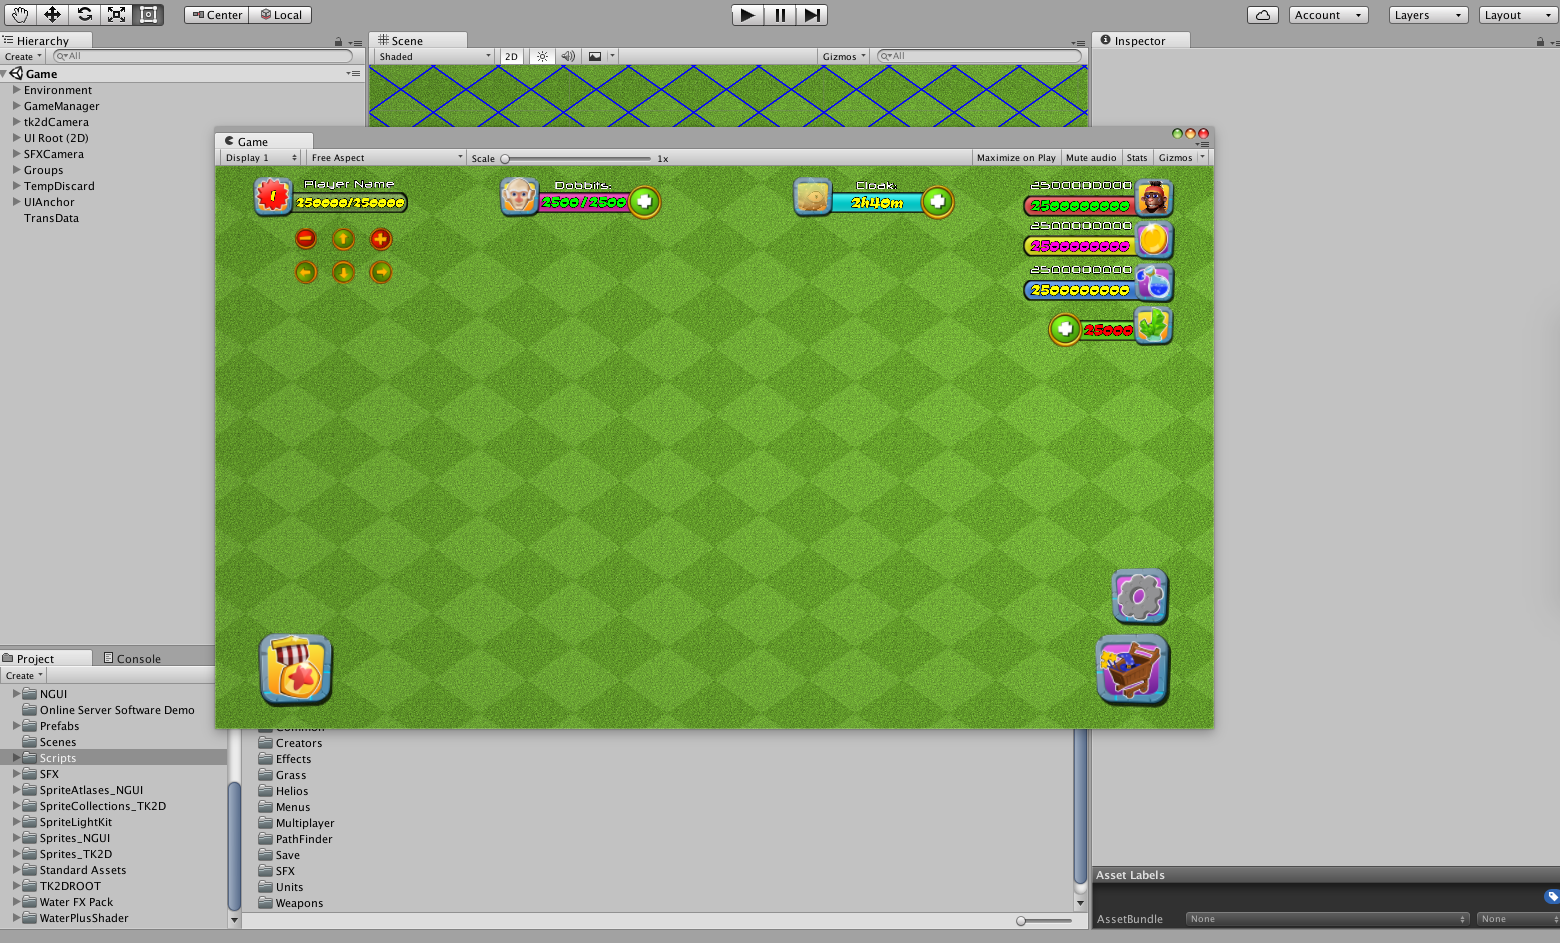 Center
Local
Account
Layers
Layout
Hierarchy
Create
All
Game
Environment
GameManager
tk2dCamera
UI Root (2D)
SFXCamera
Groups
TempDiscard
UIAnchor
TransData
Scene
Shaded
2D
Gizmos
All
Inspector
Game
Display 1
Free Aspect
Scale
1x
Maximize on Play
Mute audio
Stats
Gizmos
1
Player Name
250000/250000
Dobbits:
2500/2500
Cloak:
2h40m
2500000000
2500000000
2500000000
2500000000
2500000000
2500000000
25000
Project
Console
Create
NGUI
Online Server Software Demo
Prefabs
Scenes
Scripts
SFX
SpriteAtlases_NGUI
SpriteCollections_TK2D
SpriteLightKit
Sprites_NGUI
Sprites_TK2D
Standard Assets
TK2DROOT
Water FX Pack
WaterPlusShader
Common
Creators
Effects
Grass
Helios
Menus
Multiplayer
PathFinder
Save
SFX
Units
Weapons
Asset Labels
AssetBundle
None
None